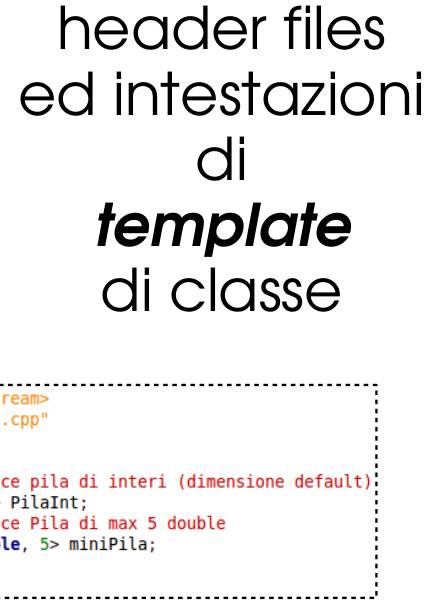 header files
ed intestazioni
di
template
di classe
ream>
.cpp"
ce pila di interi (dimensione default)
PilaInt;
ce Pila di max 5 double
le, 5> miniPila;